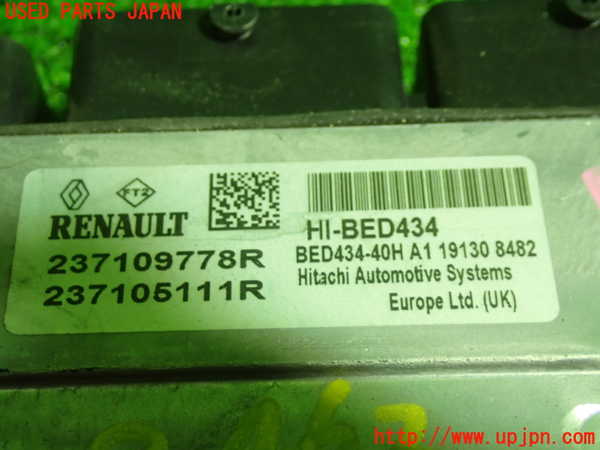 USED PARTS JAPAN
FT2
RENAULT
237109778R
237105111R
HI-BED434
BED434-40H A1 19130 8482
Hitachi Automotive Systems
Europe Ltd. (UK)
http://www.upjpn.com